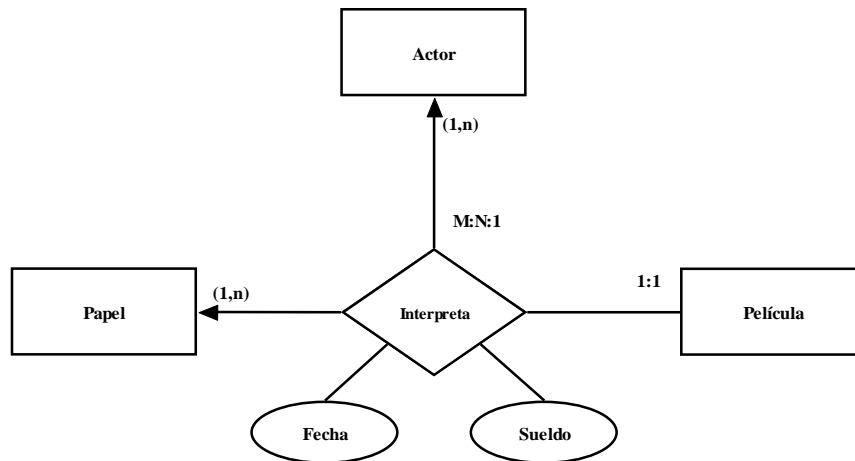 Actor
(1,n)
M:N:1
1:1
(1,n)
Papel
Interpreta
Película
Fecha
Sueldo